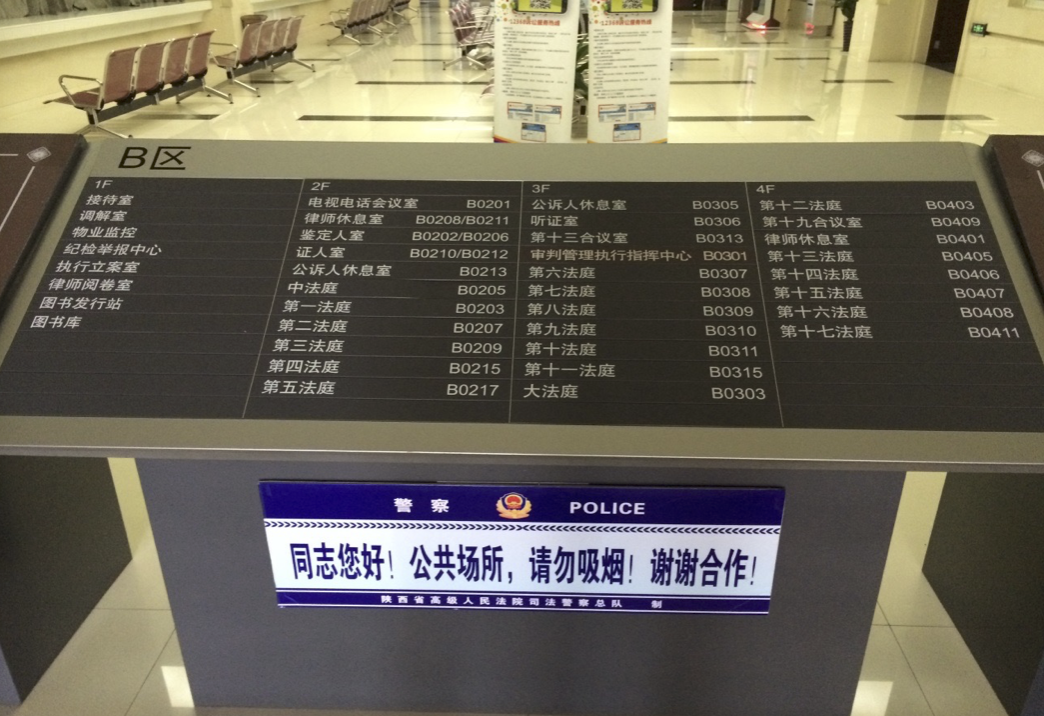 12368诉讼服务热线
B区
1F
接待室
调解室
物业监控
纪检举报中心
执行立案室
律师阅卷室
图书发行站
图书库
2F
电视电话会议室 B0201
律师休息室 B0208/B0211
鉴定人室 B0202/B0206
证人室 B0210/B0212
公诉人休息室 B0213
中法庭 B0205
第一法庭 B0203
第二法庭 B0207
第三法庭 B0209
第四法庭 B0215
第五法庭 B0217
3F
公诉人休息室 B0305
听证室 B0306
第十三合议室 B0313
审判管理执行指挥中心 B0301
第六法庭 B0307
第七法庭 B0308
第八法庭 B0309
第九法庭 B0310
第十法庭 B0311
第十一法庭 B0315
大法庭 B0303
4F
第十二法庭 B0403
第十九合议室 B0409
律师休息室 B0401
第十三法庭 B0405
第十四法庭 B0406
第十五法庭 B0407
第十六法庭 B0408
第十七法庭 B0411
警察 POLICE
同志您好！公共场所，请勿吸烟！谢谢合作！
陕西省高级人民法院司法警察总队 制